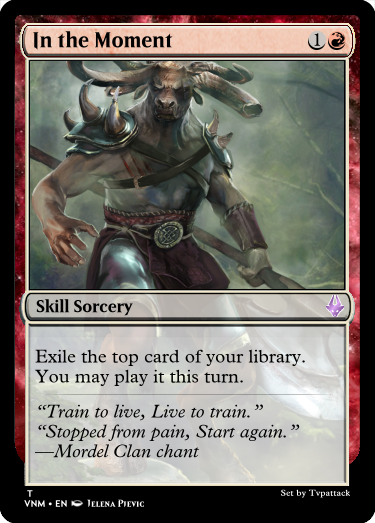 In the Moment 1
Skill Sorcery
Exile the top card of your library.
You may play it this turn.
“Train to live, Live to train.”
“Stopped from pain, Start again.”
—Mordel Clan chant
T
VNM • EN Jelena Pjevic
Set by Tvpattack